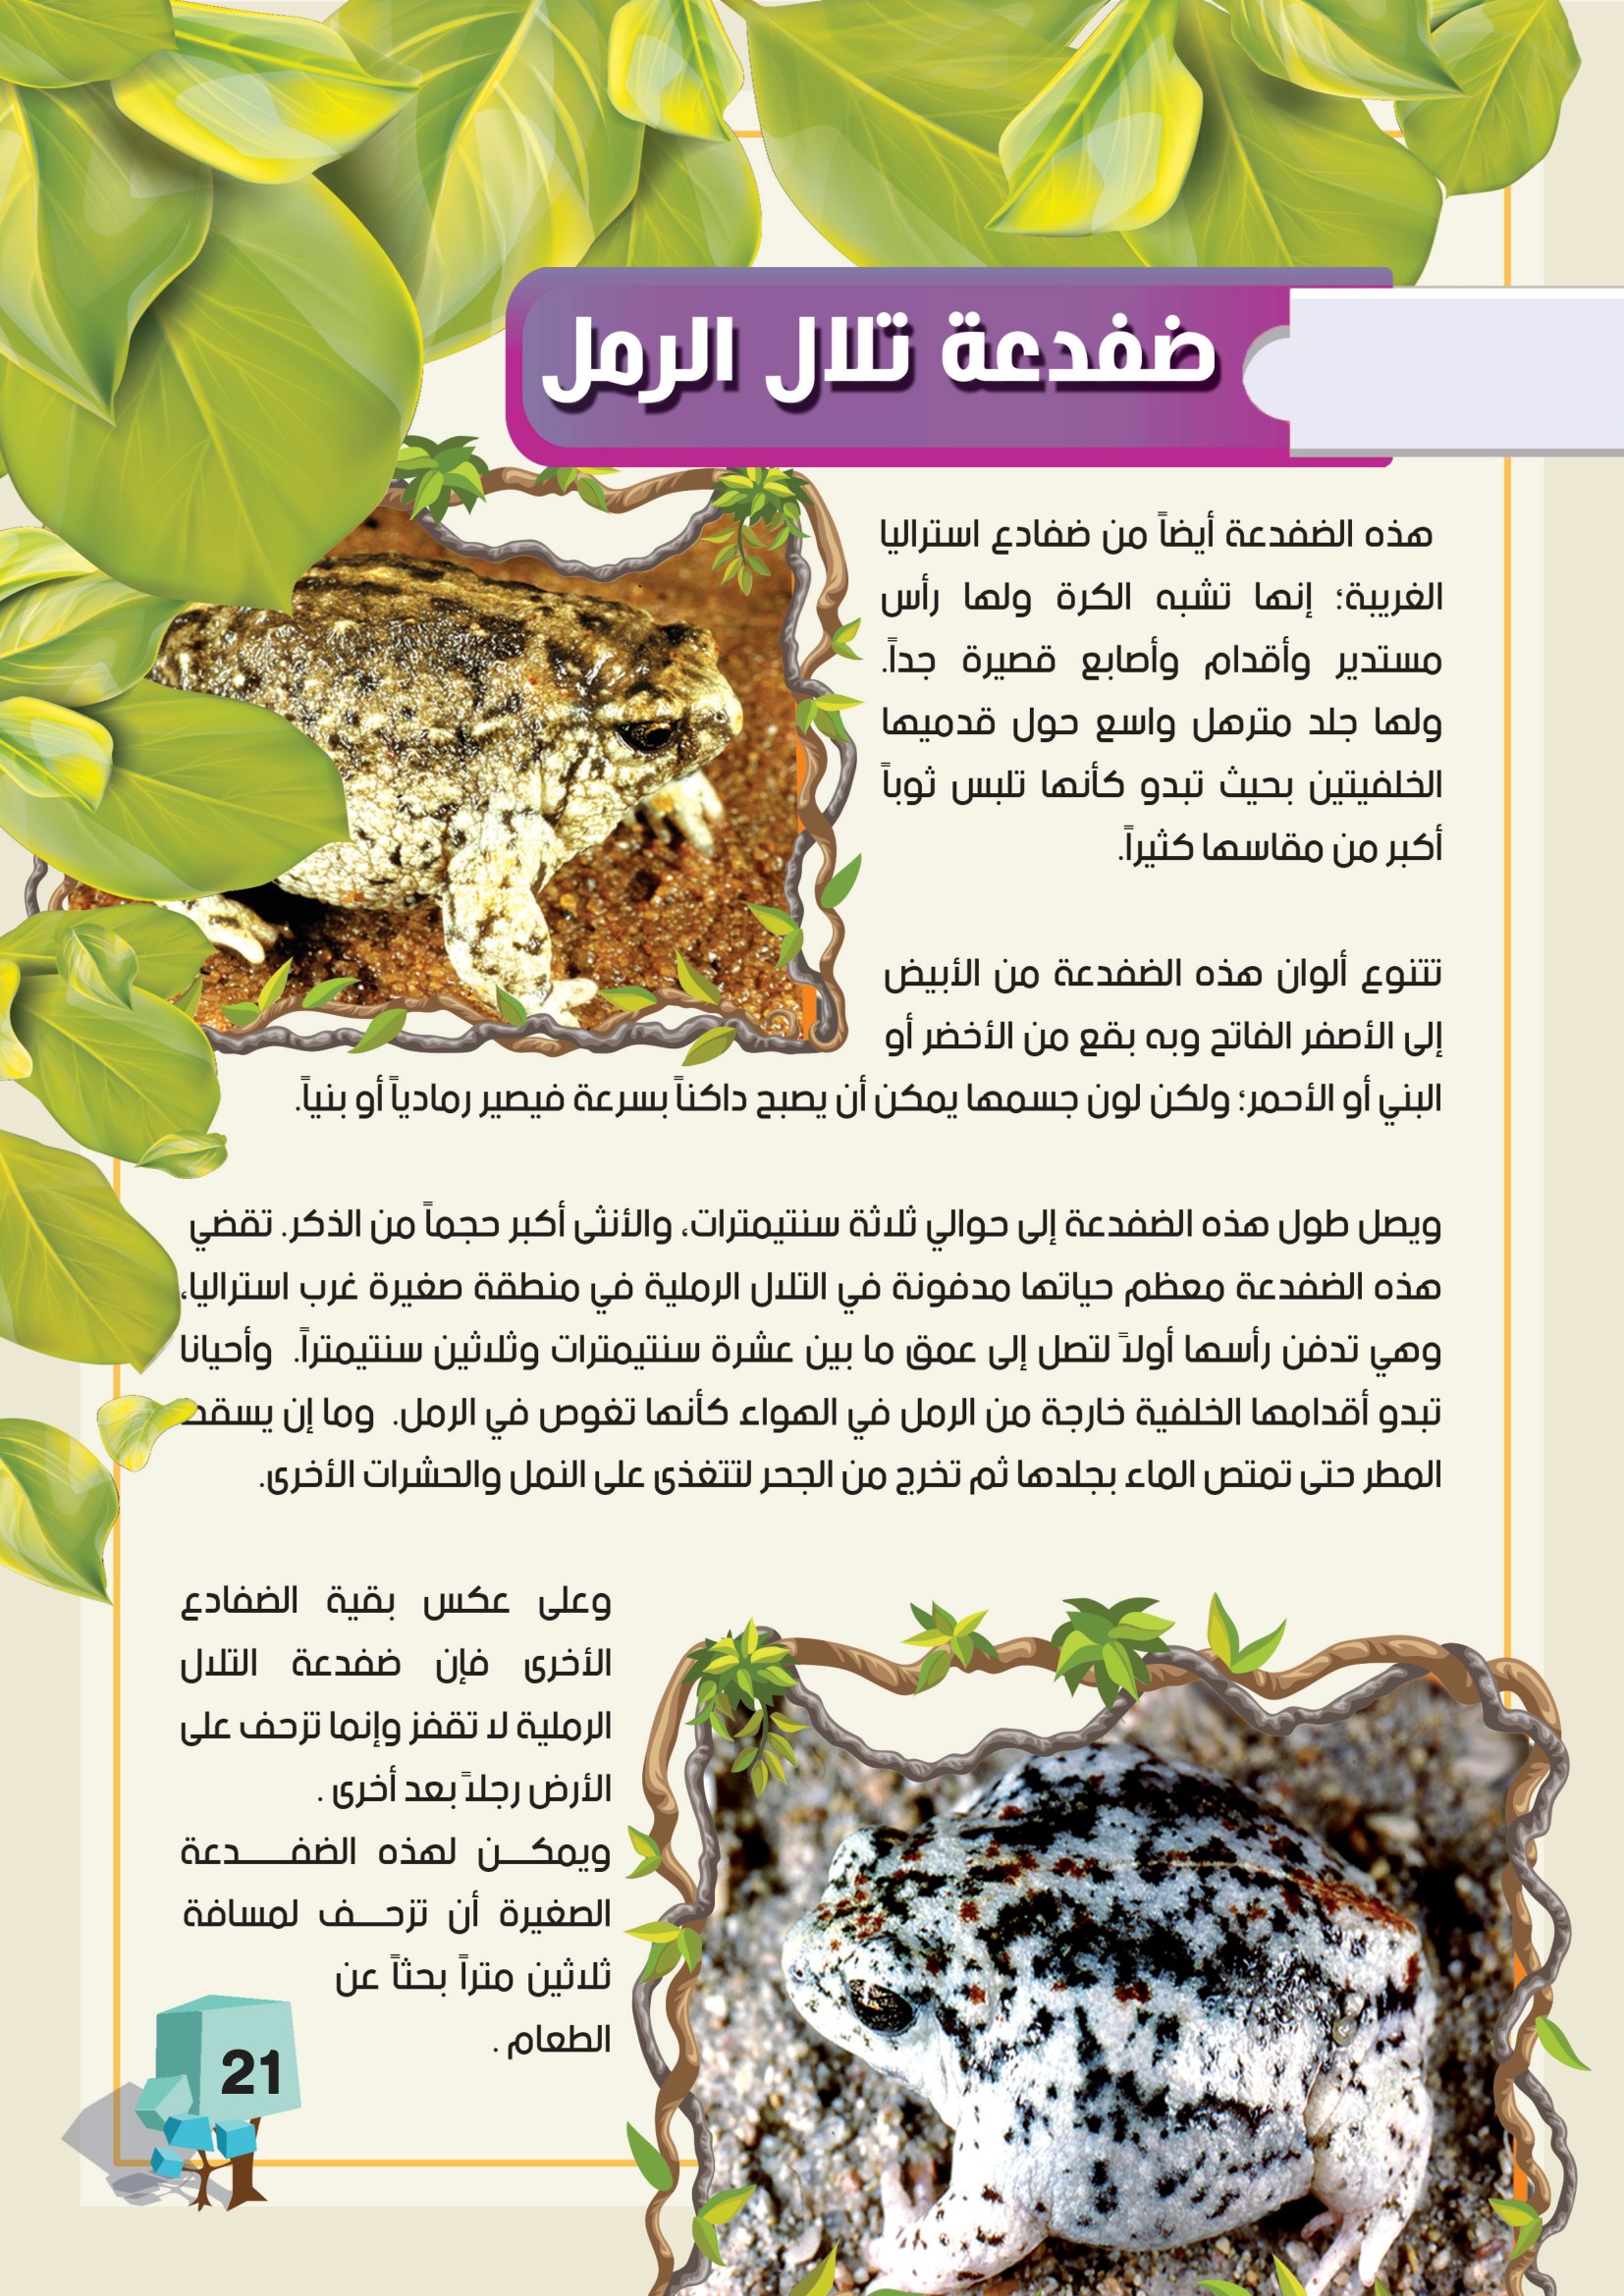 ضفدعة تلال الرمل
هذه الضفدعة أيضاً من ضفادع استراليا
الغريبة؛ إنها تشبه الكرة ولها رأس
مستدير وأقدام وأصابع قصيرة جداً.
ولها جلد مترهل واسع حول قدميها
الخلفيتين بحيث تبدو كأنها تلبس ثوباً
أكبر من مقاسها كثيراً.
تتنوع ألوان هذه الضفدعة من الأبيض
إلى الأصفر الفاتح وبه بقع من الأخضر أو
البني أو الأحمر؛ ولكن لون جسمها يمكن أن يصبح داكناً بسرعة فيصير رمادياً أو بنياً.
ويصل طول هذه الضفدعة إلى حوالي ثلاثة سنتيمترات، والأنثى أكبر حجماً من الذكر. تقضي
هذه الضفدعة معظم حياتها مدفونة في التلال الرملية في منطقة صغيرة غرب استراليا،
وهي تدفن رأسها أولاً لتصل إلى عمق ما بين عشرة سنتيمترات وثلاثين سنتيمتراً. وأحيانا
تبدو أقدامها الخلفية خارجة من الرمل في الهواء كأنها تغوص في الرمل. وما إن يسقط
المطر حتى تمتص الماء بجلدها ثم تخرج من الجحر لتتغذى على النمل والحشرات الأخرى.
وعلى عكس بقية الضفادع
الأخرى فإن ضفدعة التلال
الرملية لا تقفز وإنما تزحف على
الأرض رجلاً بعد أخرى .
ويمكـــن لهذه الضفــــدعة
الصغيرة أن تزحـــف لمسافة
ثلاثين متراً بحثاً عن
الطعام .
21